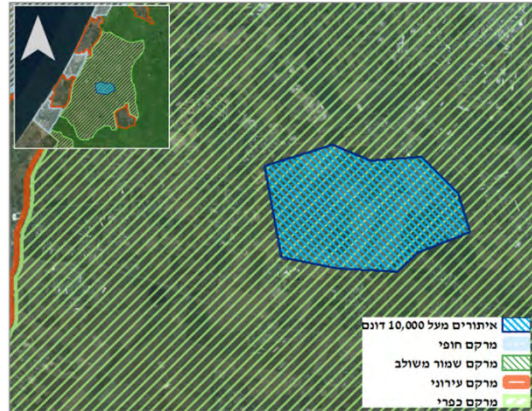 איתורים מעל 10,000 דונם
מרקם חופי
מרקם שמור משולב
מרקם עירוני
מרקם כפרי